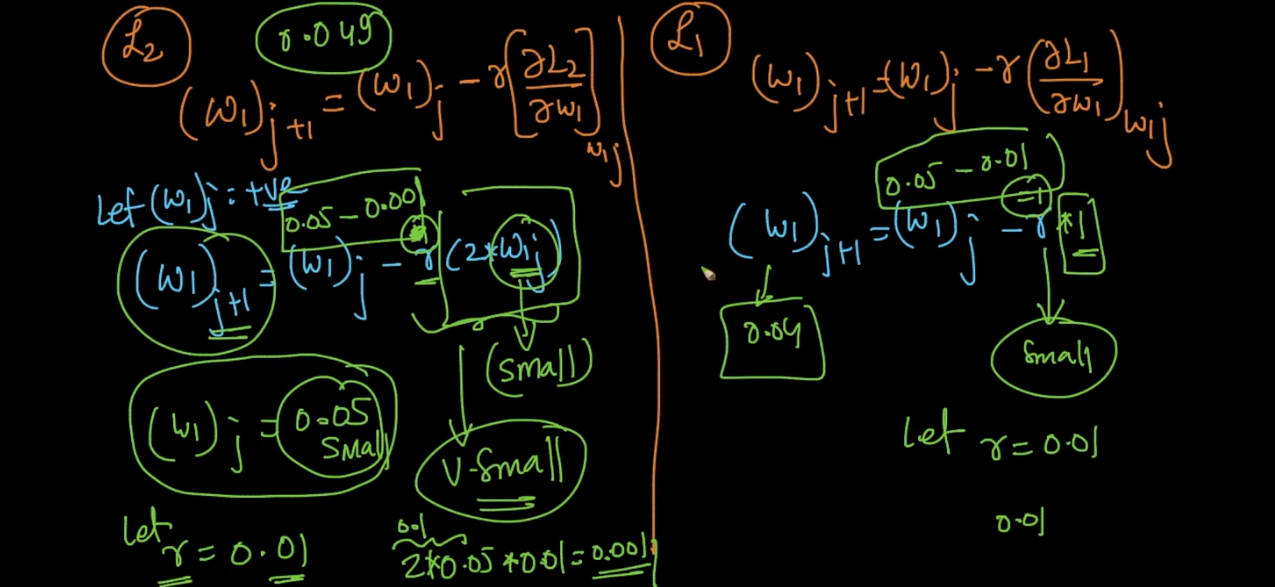 L₂
0.049
(w₁)ⱼ₊₁ = (w₁)ⱼ - r[∂L₂/∂w₁]w₁ⱼ
Let (w₁)ⱼ: +ve
0.05 - 0.001
(w₁)ⱼ₊₁ = (w₁)ⱼ - r(2*w₁ⱼ)
(small)
(w₁)ⱼ = 0.05
Small
V-Small
Let r = 0.01
0.1
2*0.05*0.01 = 0.001
L₁
(w₁)ⱼ₊₁ = (w₁)ⱼ - r(∂L₁/∂w₁)w₁ⱼ
0.05 - 0.01
(w₁)ⱼ₊₁ = (w₁)ⱼ - r*1
0.04
Small
Let r = 0.01
0.01